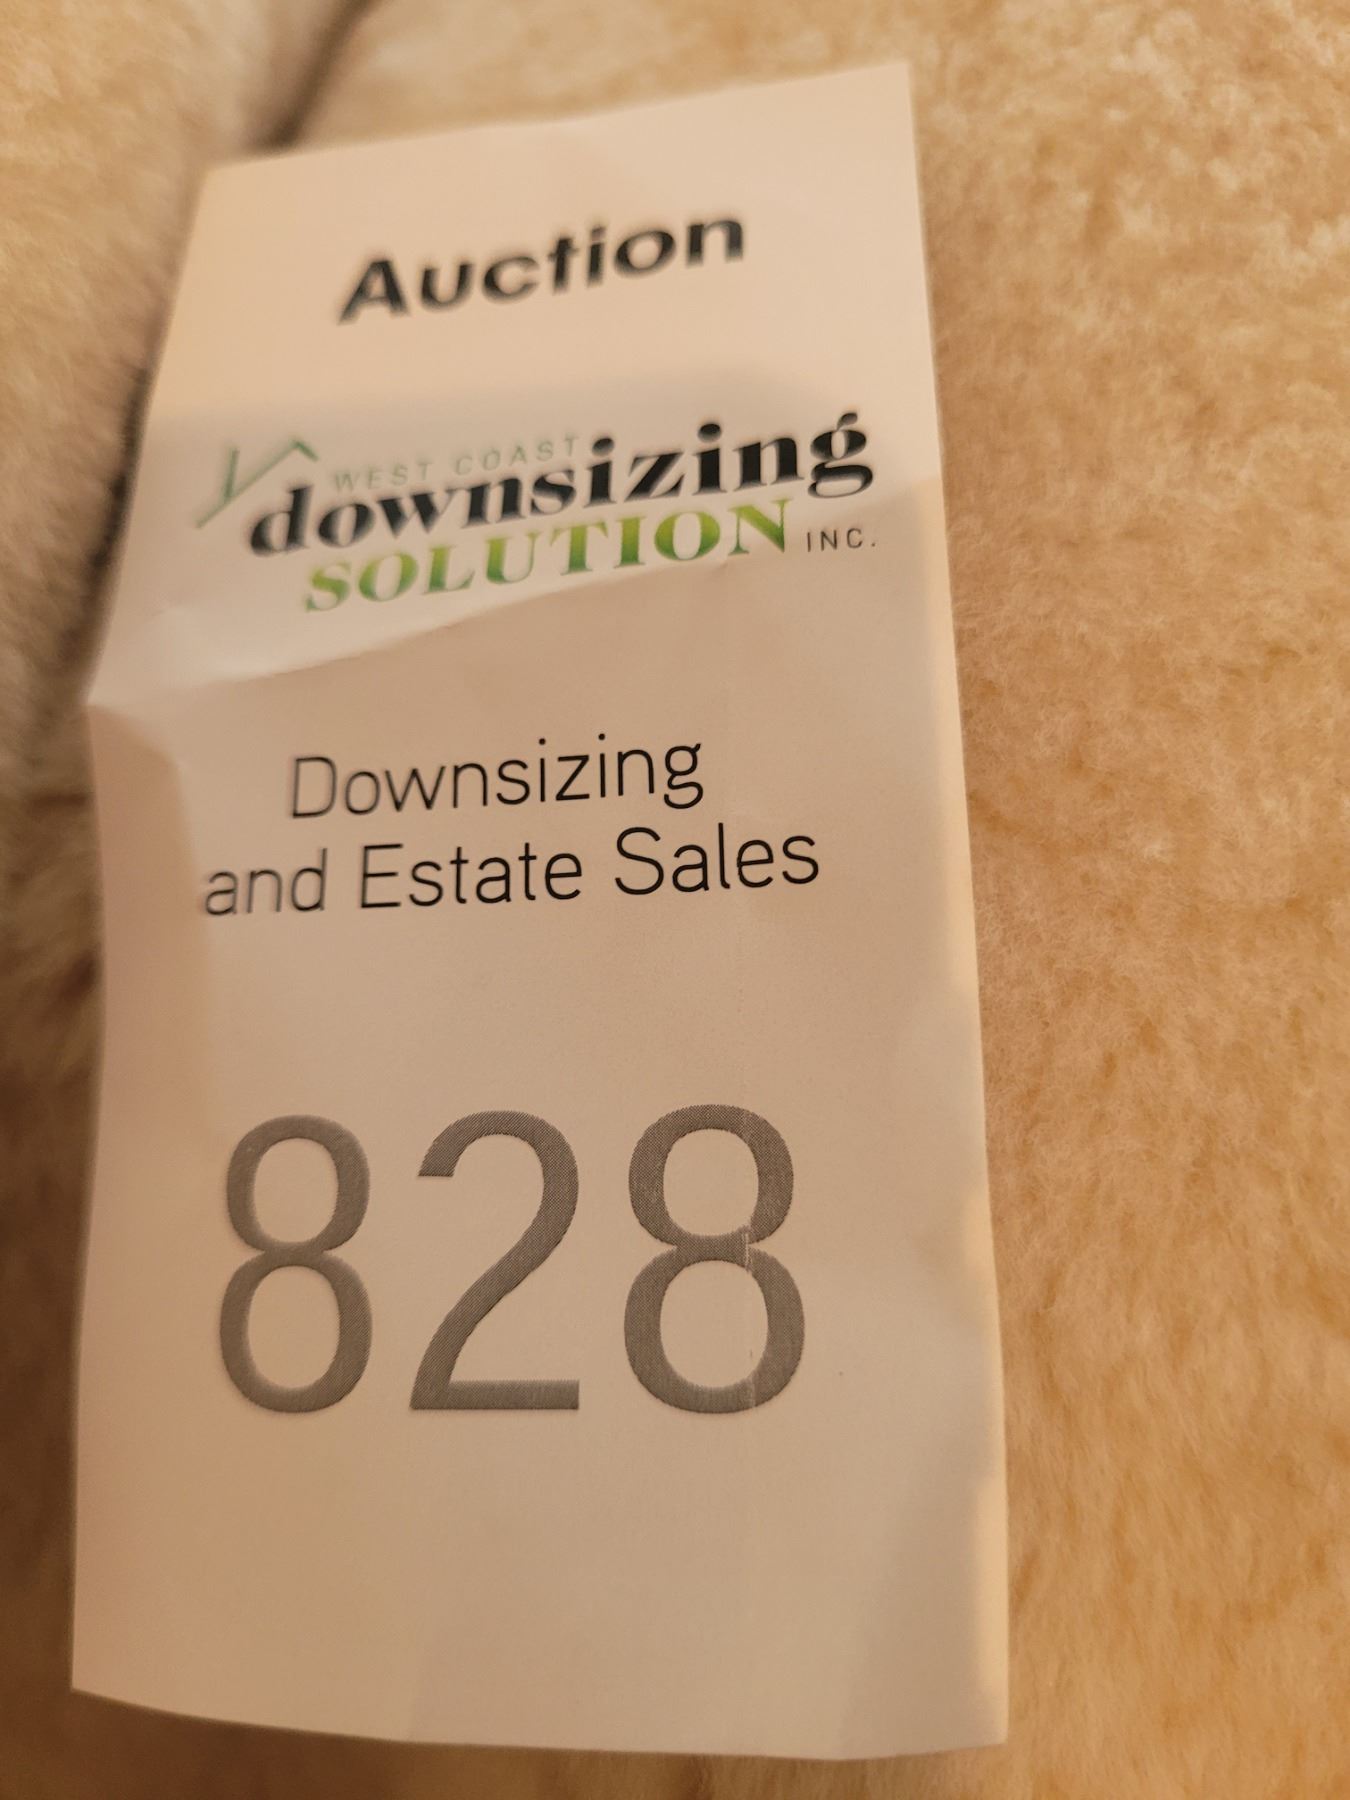 Auction
WEST COAST
downsizing
SOLUTION INC.
Downsizing
and Estate Sales
828